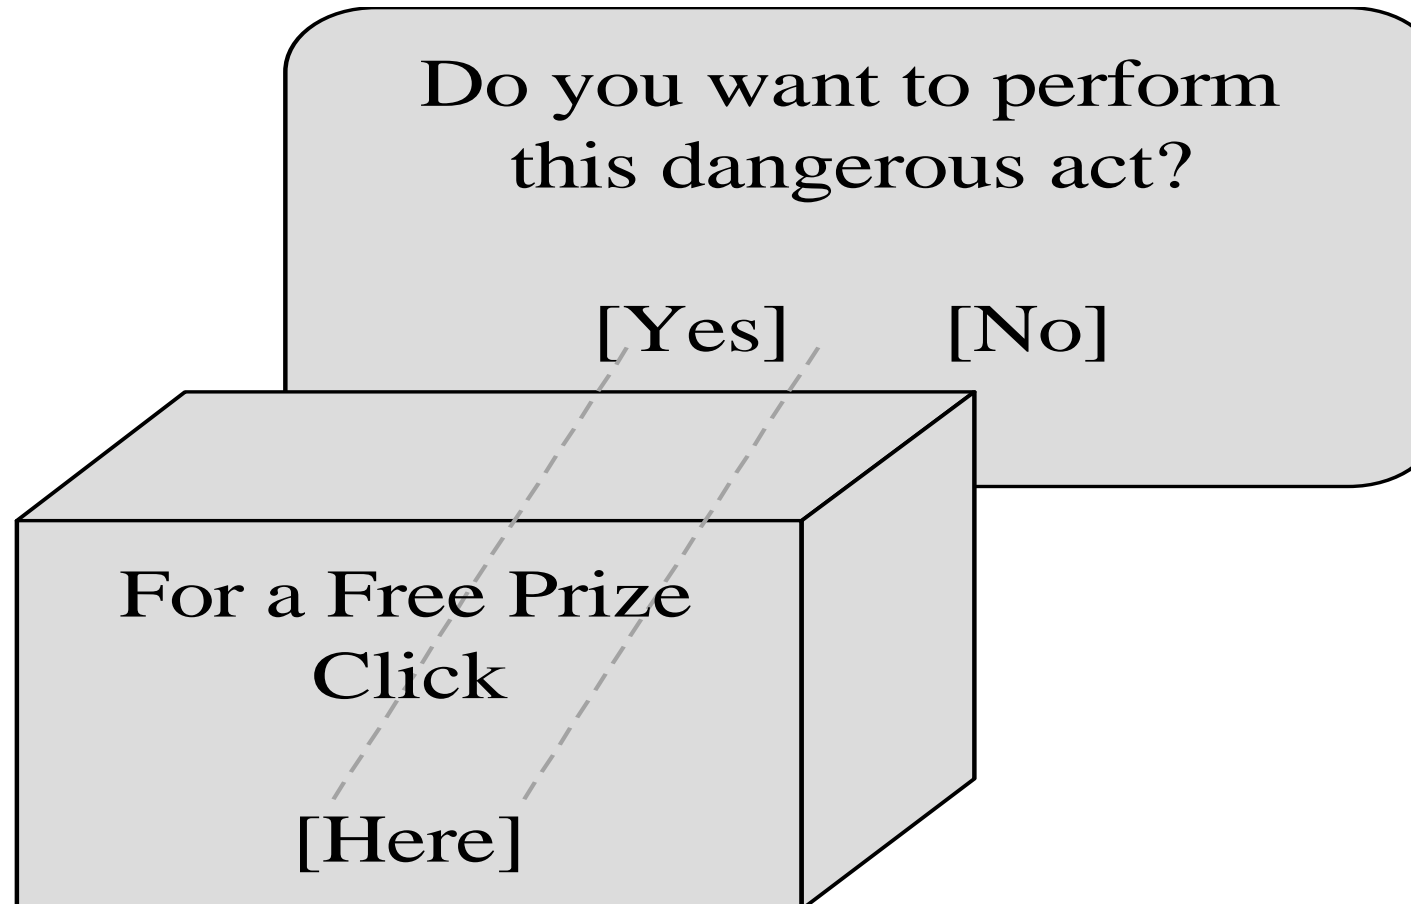 Do you want to perform
this dangerous act?
[Yes] [No]
For a Free Prize
Click
[Here]